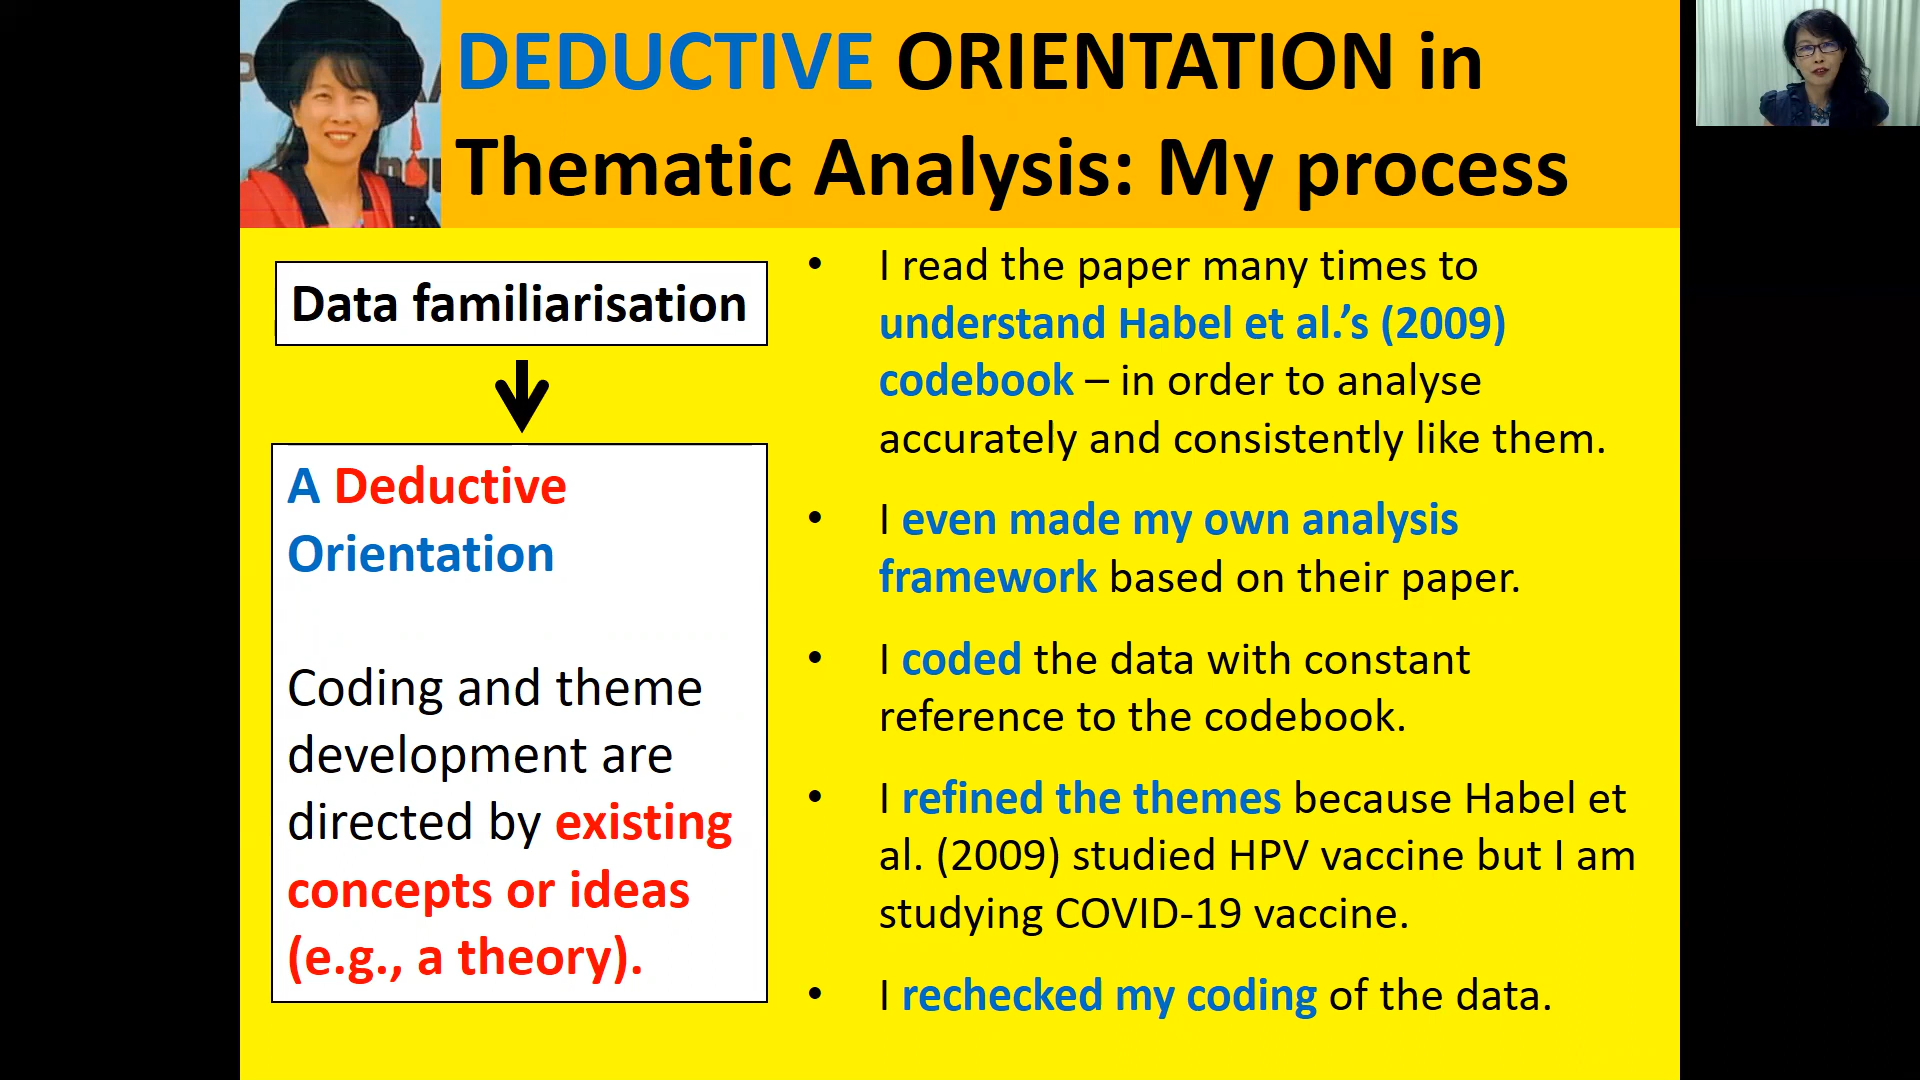 DEDUCTIVE ORIENTATION in
Thematic Analysis: My process
Data familiarisation
A Deductive
Orientation
Coding and theme
development are
directed by existing
concepts or ideas
(e.g., a theory).
• I read the paper many times to
understand Habel et al.’s (2009)
codebook – in order to analyse
accurately and consistently like them.
• I even made my own analysis
framework based on their paper.
• I coded the data with constant
reference to the codebook.
• I refined the themes because Habel et
al. (2009) studied HPV vaccine but I am
studying COVID-19 vaccine.
• I rechecked my coding of the data.